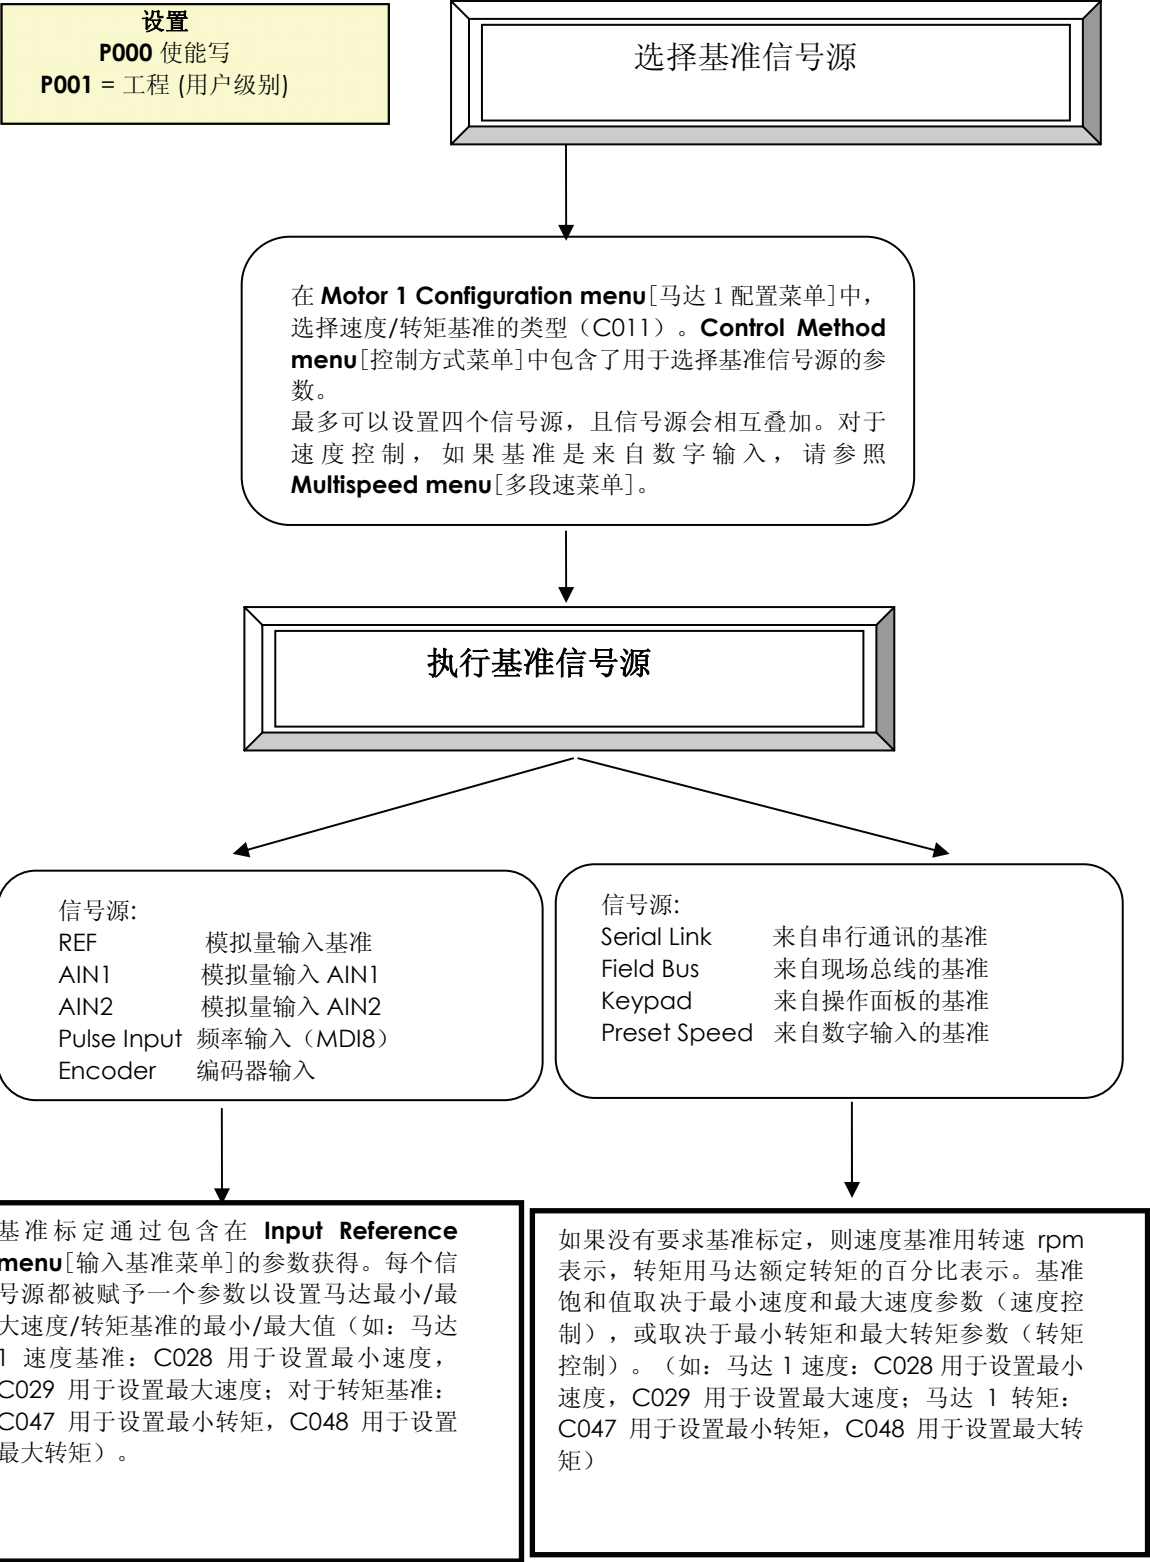 设置
P000 使能写
P001 = 工程 (用户级别)
选择基准信号源
在 Motor 1 Configuration menu[马达 1 配置菜单]中，
选择速度/转矩基准的类型（C011）。Control Method
menu[控制方式菜单]中包含了用于选择基准信号源的参
数。
最多可以设置四个信号源，且信号源会相互叠加。对于
速度控制，如果基准是来自数字输入，请参照
Multispeed menu[多段速菜单]。
执行基准信号源
信号源:
REF 模拟量输入基准
AIN1 模拟量输入 AIN1
AIN2 模拟量输入 AIN2
Pulse Input 频率输入（MDI8）
Encoder 编码器输入
信号源:
Serial Link 来自串行通讯的基准
Field Bus 来自现场总线的基准
Keypad 来自操作面板的基准
Preset Speed 来自数字输入的基准
基准标定通过包含在 Input Reference
menu[输入基准菜单]的参数获得。每个信
号源都被赋予一个参数以设置马达最小/最
大速度/转矩基准的最小/最大值（如：马达
1 速度基准：C028 用于设置最小速度，
C029 用于设置最大速度；对于转矩基准：
C047 用于设置最小转矩，C048 用于设置
最大转矩）。
如果没有要求基准标定，则速度基准用转速 rpm
表示，转矩用马达额定转矩的百分比表示。基准
饱和值取决于最小速度和最大速度参数（速度控
制），或取决于最小转矩和最大转矩参数（转矩
控制）。（如：马达 1 速度：C028 用于设置最小
速度，C029 用于设置最大速度；马达 1 转矩：
C047 用于设置最小转矩，C048 用于设置最大转
矩）